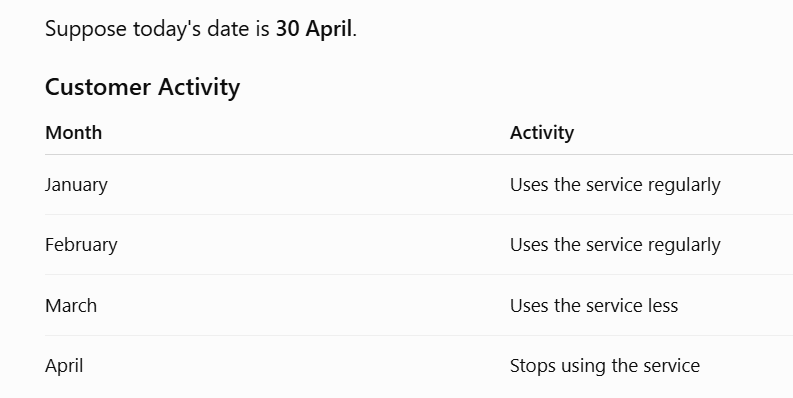 Suppose today's date is 30 April.
Customer Activity
Month Activity
January Uses the service regularly
February Uses the service regularly
March Uses the service less
April Stops using the service